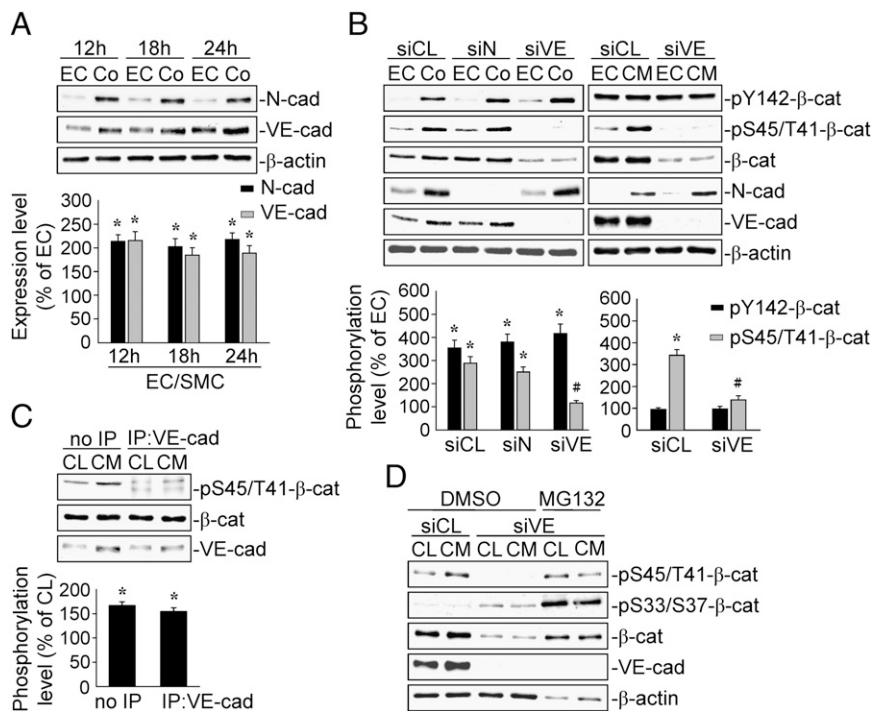 A
12h 18h 24h
EC Co EC Co EC Co
-N-cad
-VE-cad
-β-actin
N-cad
VE-cad
Expression level
(% of EC)
300
250
200
150
100
50
0
* * * * * *
12h 18h 24h
EC/SMC
B
siCL siN siVE siCL siVE
EC Co EC Co EC Co EC CM EC CM
-pY142-β-cat
-pS45/T41-β-cat
-β-cat
-N-cad
-VE-cad
-β-actin
Phosphorylation
level (% of EC)
500
400
300
200
100
0
* * * * * #
siCL siN siVE
600
500
400
300
200
100
0
* #
siCL siVE
pY142-β-cat
pS45/T41-β-cat
C
no IP IP:VE-cad
CL CM CL CM
-pS45/T41-β-cat
-β-cat
-VE-cad
Phosphorylation
level (% of CL)
200
150
100
50
0
* *
no IP IP:VE-cad
D
DMSO MG132
siCL siVE
CL CM CL CM CL CM
-pS45/T41-β-cat
-pS33/S37-β-cat
-β-cat
-VE-cad
-β-actin